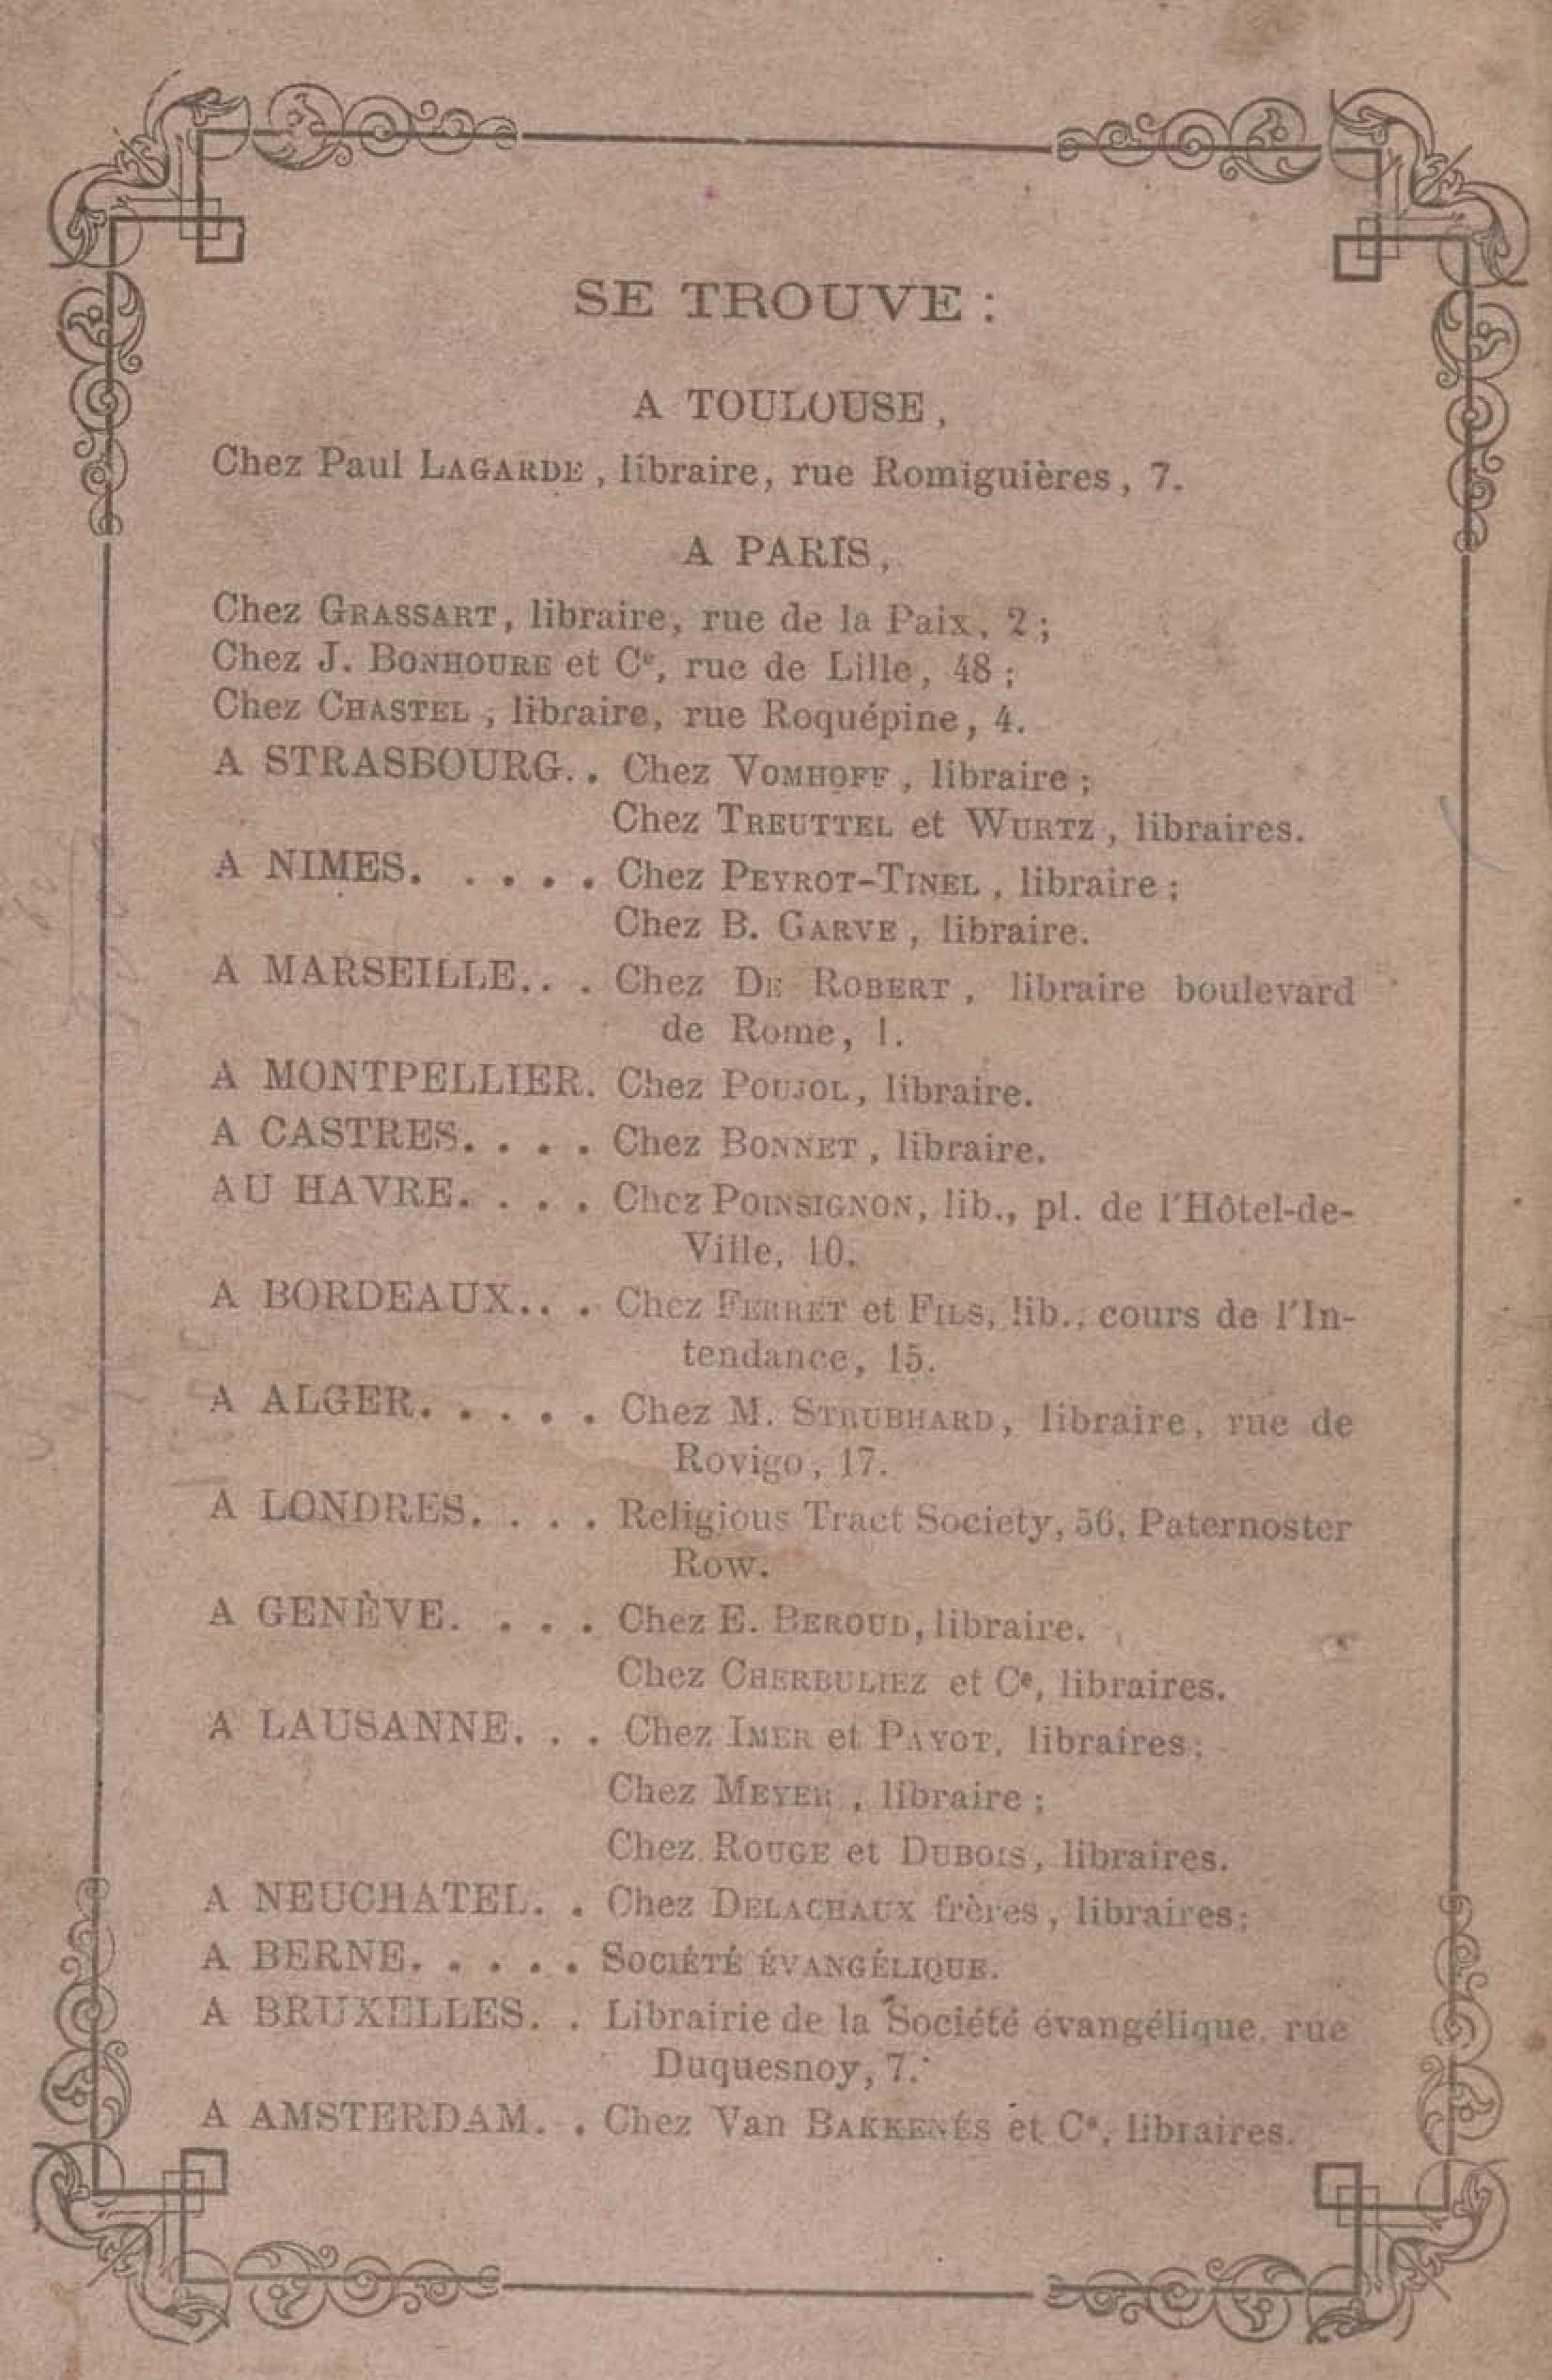 SE TROUVE :
A TOULOUSE,
Chez Paul LAGARDE, libraire, rue Romiguières, 7.
A PARIS,
Chez GRASSART, libraire, rue de la Paix, 2;
Chez J. BONHOURE et Cᵉ, rue de Lille, 48;
Chez CHASTEL, libraire, rue Roquépine, 4.
A STRASBOURG. . Chez VOMHOFF, libraire;
Chez TREUTTEL et WURTZ, libraires.
A NIMES. . . . . Chez PEYROT-TINEL, libraire;
Chez B. GARVE, libraire.
A MARSEILLE. . . Chez DE ROBERT, libraire boulevard
de Rome, 1.
A MONTPELLIER. Chez POUJOL, libraire.
A CASTRES. . . . Chez BONNET, libraire.
AU HAVRE. . . . Chez POINSIGNON, lib., pl. de l'Hôtel-de-
Ville, 10.
A BORDEAUX. . . Chez FERRET et FILS, lib., cours de l'In-
tendance, 15.
A ALGER. . . . . Chez M. STRUBHARD, libraire, rue de
Rovigo, 17.
A LONDRES. . . . Religious Tract Society, 56, Paternoster
Row.
A GENÈVE. . . . Chez E. BEROUD, libraire.
Chez CHERBULIEZ et Cᵉ, libraires.
A LAUSANNE. . . Chez IMER et PAYOT, libraires;
Chez MEYER, libraire;
Chez ROUGE et DUBOIS, libraires.
A NEUCHATEL. . Chez DELACHAUX frères, libraires;
A BERNE. . . . . SOCIÉTÉ ÉVANGÉLIQUE.
A BRUXELLES. . Librairie de la Société évangélique, rue
Duquesnoy, 7.
A AMSTERDAM. . Chez Van BAKKENÉS et Cᵉ, libraires.